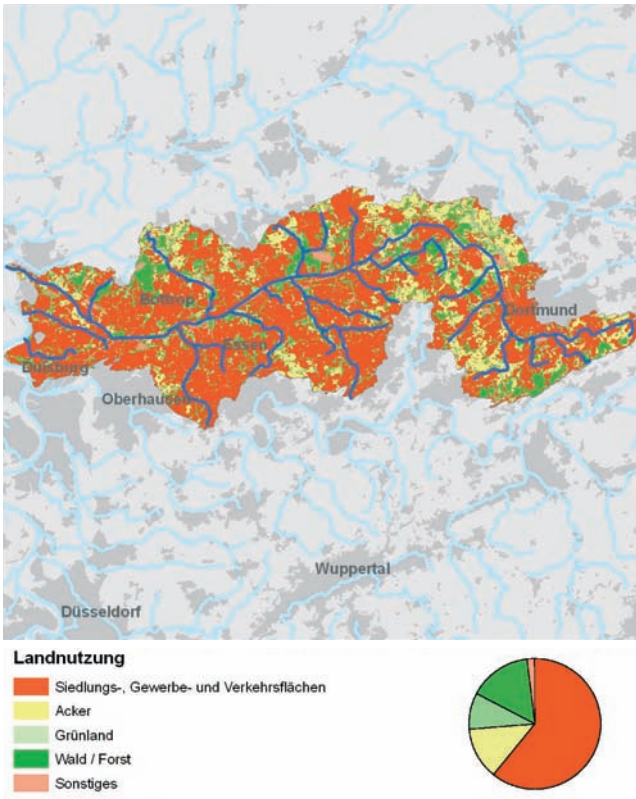 Bottrop
Dortmund
Essen
Duisburg
Oberhausen
Wuppertal
Düsseldorf
Landnutzung
Siedlungs-, Gewerbe- und Verkehrsflächen
Acker
Grünland
Wald / Forst
Sonstiges